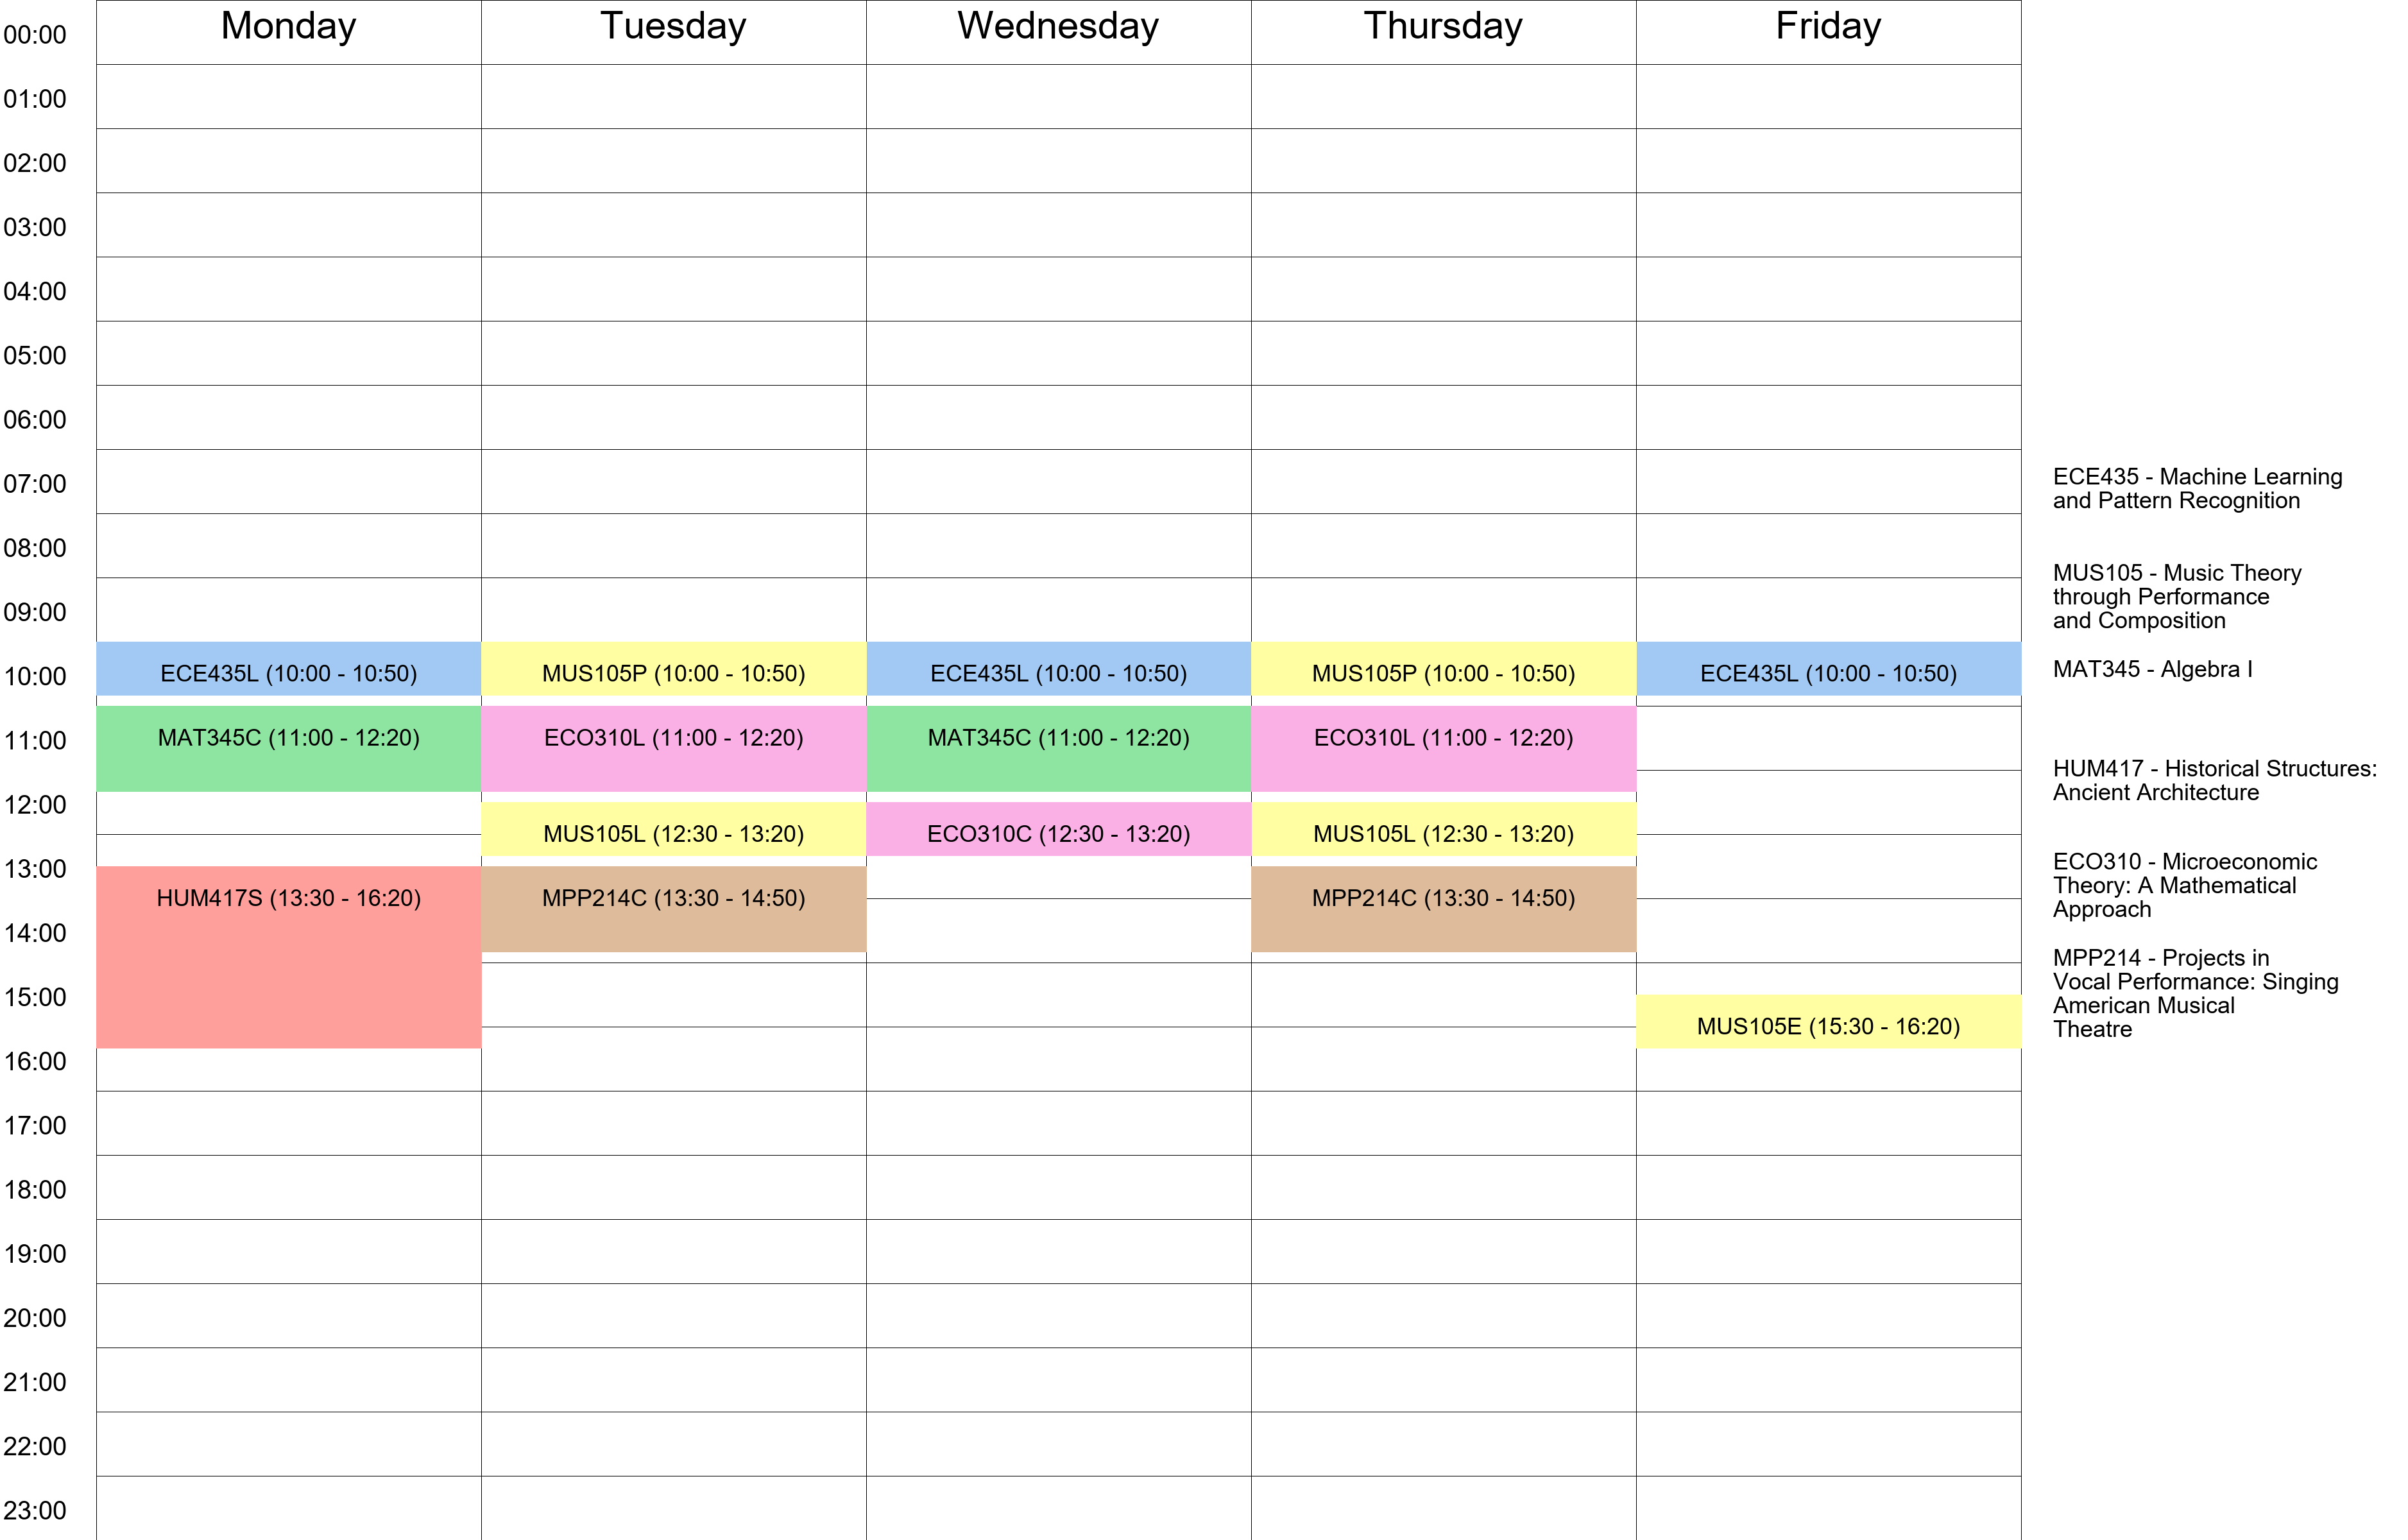 Monday Tuesday Wednesday Thursday Friday
00:00
01:00
02:00
03:00
04:00
05:00
06:00
07:00
08:00
09:00
10:00 ECE435L (10:00 - 10:50) MUS105P (10:00 - 10:50) ECE435L (10:00 - 10:50) MUS105P (10:00 - 10:50) ECE435L (10:00 - 10:50)
11:00 MAT345C (11:00 - 12:20) ECO310L (11:00 - 12:20) MAT345C (11:00 - 12:20) ECO310L (11:00 - 12:20)
12:00
MUS105L (12:30 - 13:20) ECO310C (12:30 - 13:20) MUS105L (12:30 - 13:20)
13:00
HUM417S (13:30 - 16:20) MPP214C (13:30 - 14:50) MPP214C (13:30 - 14:50)
14:00
15:00
MUS105E (15:30 - 16:20)
16:00
17:00
18:00
19:00
20:00
21:00
22:00
23:00
ECE435 - Machine Learning
and Pattern Recognition
MUS105 - Music Theory
through Performance
and Composition
MAT345 - Algebra I
HUM417 - Historical Structures:
Ancient Architecture
ECO310 - Microeconomic
Theory: A Mathematical
Approach
MPP214 - Projects in
Vocal Performance: Singing
American Musical
Theatre